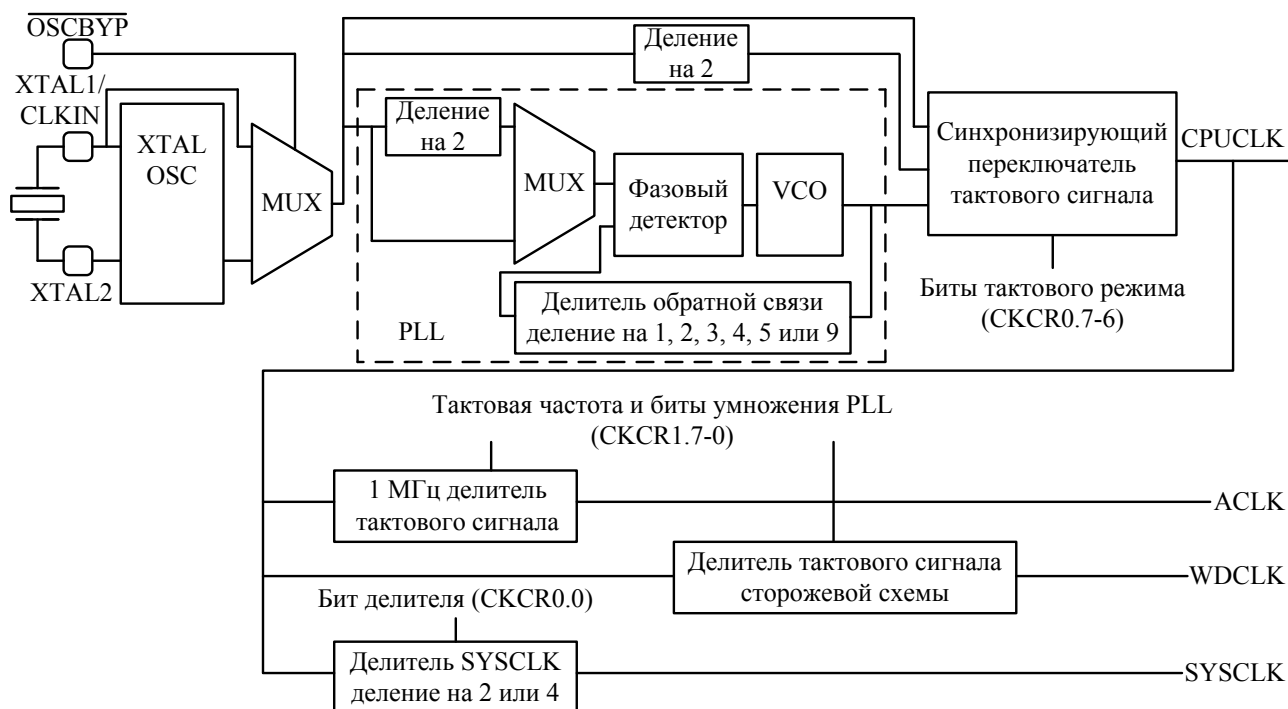 OSCBYP
XTAL1/
CLKIN
XTAL
OSC
XTAL2
MUX
Деление
на 2
Деление
на 2
MUX
Фазовый
детектор
VCO
Делитель обратной связи
деление на 1, 2, 3, 4, 5 или 9
PLL
Синхронизирующий
переключатель
тактового сигнала
CPUCLK
Биты тактового режима
(CKCR0.7-6)
Тактовая частота и биты умножения PLL
(CKCR1.7-0)
1 МГц делитель
тактового сигнала
ACLK
Делитель тактового сигнала
сторожевой схемы
WDCLK
Бит делителя (CKCR0.0)
Делитель SYSCLK
деление на 2 или 4
SYSCLK